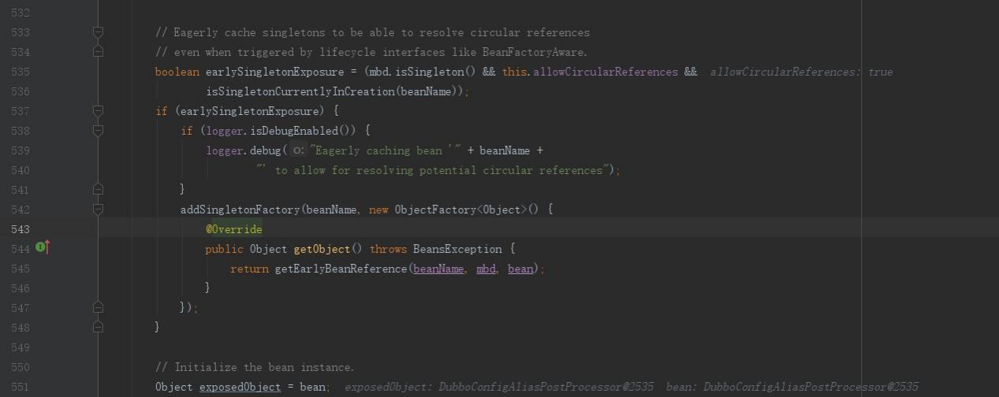 532
533 // Eagerly cache singletons to be able to resolve circular references
534 // even when triggered by lifecycle interfaces like BeanFactoryAware.
535 boolean earlySingletonExposure = (mbd.isSingleton() && this.allowCircularReferences && allowCircularReferences: true
536 isSingletonCurrentlyInCreation(beanName));
537 if (earlySingletonExposure) {
538 if (logger.isDebugEnabled()) {
539 logger.debug( o: "Eagerly caching bean '" + beanName +
540 "' to allow for resolving potential circular references");
541 }
542 addSingletonFactory(beanName, new ObjectFactory<Object>() {
543 @Override
544 public Object getObject() throws BeansException {
545 return getEarlyBeanReference(beanName, mbd, bean);
546 }
547 });
548 }
549
550 // Initialize the bean instance.
551 Object exposedObject = bean; exposedObject: DubboConfigAliasPostProcessor@2535 bean: DubboConfigAliasPostProcessor@2535